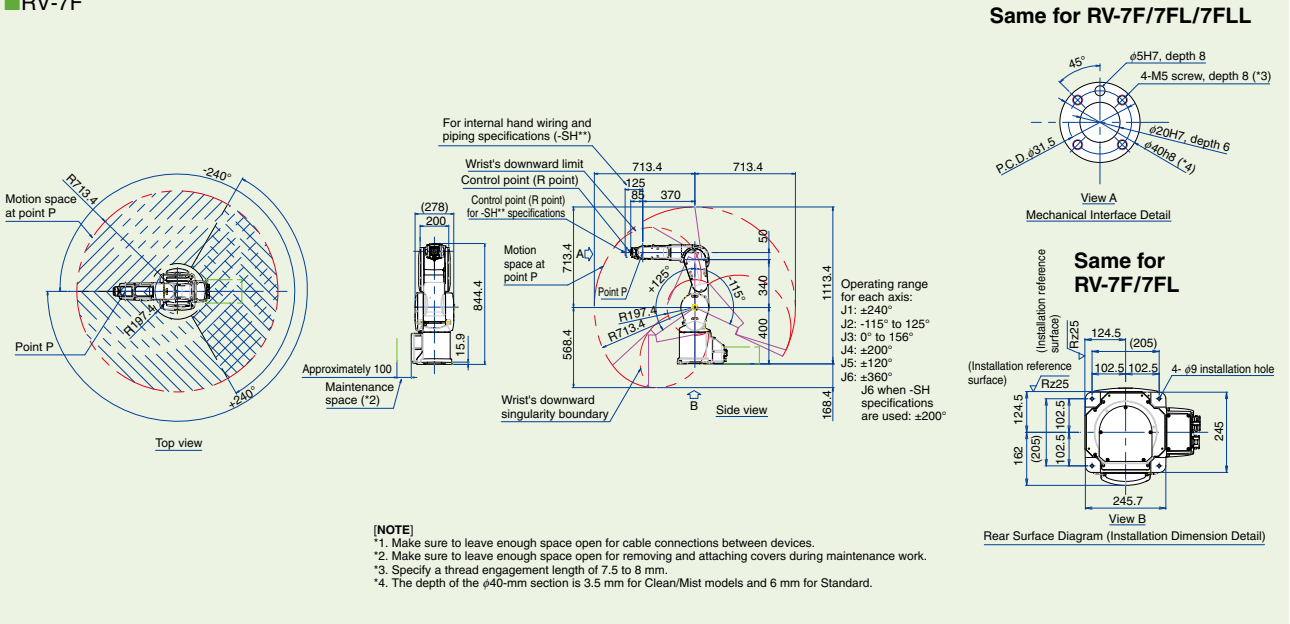 ■RV-7F
Same for RV-7F/7FL/7FLL
45°
ϕ5H7, depth 8
4-M5 screw, depth 8 (*3)
ϕ20H7, depth 6
ϕ40h8 (*4)
P.C.D.ϕ31.5
View A
Mechanical Interface Detail
R713.4
-240°
Motion space
at point P
R197.4
Point P
+240°
Top view
(278)
200
844.4
15.9
Approximately 100
Maintenance
space (*2)
For internal hand wiring and
piping specifications (-SH**)
Wrist's downward limit
Control point (R point)
Control point (R point)
for -SH** specifications
713.4
713.4
125
85
370
Motion
space at
point P
A
713.4
568.4
Point P
+125°
-115°
R197.4
R713.4
50
340
400
1113.4
168.4
Wrist's downward
singularity boundary
B
Side view
Operating range
for each axis:
J1: ±240°
J2: -115° to 125°
J3: 0° to 156°
J4: ±200°
J5: ±120°
J6: ±360°
J6 when -SH
specifications
are used: ±200°
Same for
RV-7F/7FL
(Installation reference
surface)
Rz25
124.5
(205)
102.5
102.5
4- ϕ9 installation hole
(Installation reference
surface)
Rz25
124.5
162
(205)
102.5
102.5
245
245.7
View B
Rear Surface Diagram (Installation Dimension Detail)
[NOTE]
*1. Make sure to leave enough space open for cable connections between devices.
*2. Make sure to leave enough space open for removing and attaching covers during maintenance work.
*3. Specify a thread engagement length of 7.5 to 8 mm.
*4. The depth of the ϕ40-mm section is 3.5 mm for Clean/Mist models and 6 mm for Standard.